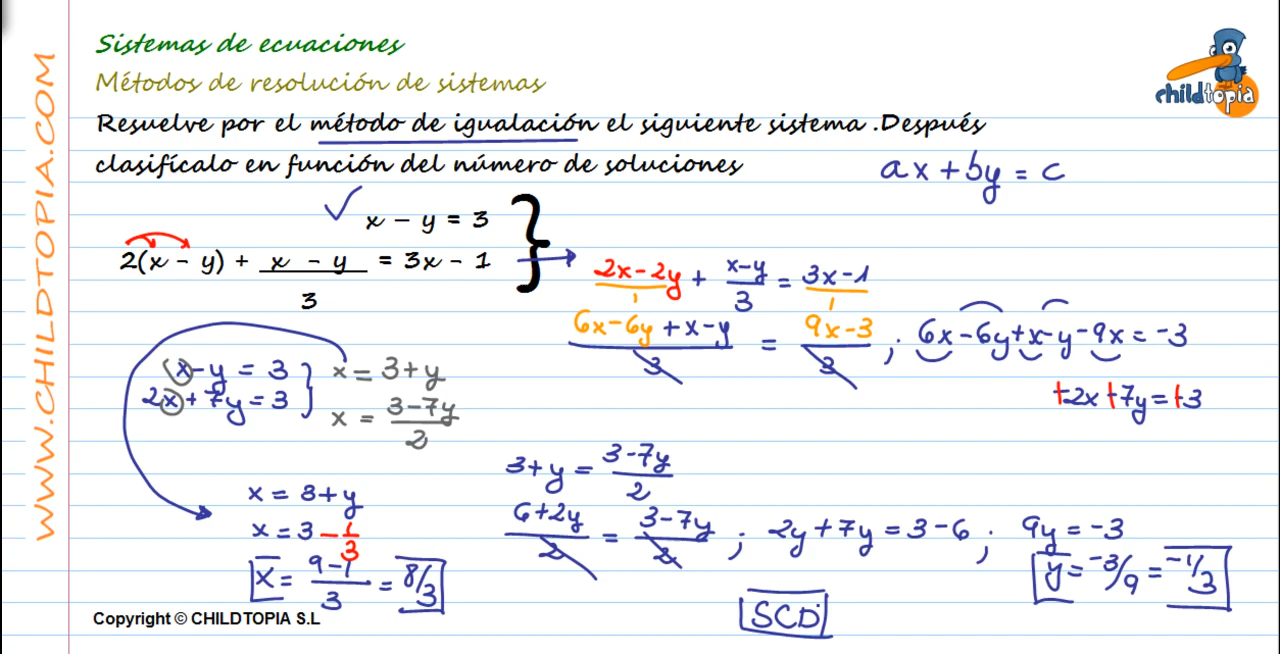 Sistemas de ecuaciones
Métodos de resolución de sistemas
childtopia
Resuelve por el método de igualación el siguiente sistema .Después
clasifícalo en función del número de soluciones
ax + by = c
✓ x - y = 3
2(x - y) + (x - y)/3 = 3x - 1
2x-2y/1 + x-y/3 = 3x-1/1
6x-6y+x-y/3 = 9x-3/3 ; 6x-6y+x-y-9x = -3
+2x+7y=+3
x-y = 3
2x+7y=3
x = 3+y
x = 3-7y/2
3+y = 3-7y/2
6+2y/2 = 3-7y/2 ; 2y+7y = 3-6 ; 9y = -3
y = -3/9 = -1/3
x = 3+y
x = 3 - 1/3
x = 9-1/3 = 8/3
SCD
Copyright © CHILDTOPIA S.L
WWW.CHILDTOPIA.COM